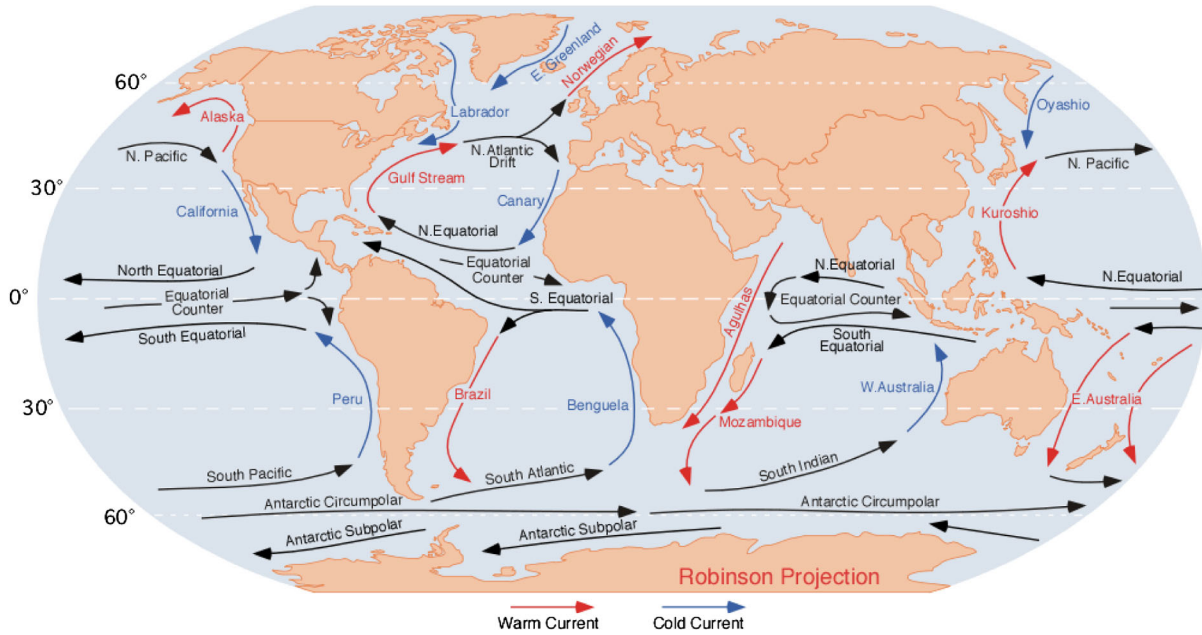 E. Greenland
Norwegian
60°
Alaska
Labrador
Oyashio
N. Pacific
N.Atlantic
Drift
N. Pacific
30°
Gulf Stream
California
Canary
Kuroshio
N.Equatorial
North Equatorial
Equatorial
Counter
N.Equatorial
N.Equatorial
0°
Equatorial
Counter
S. Equatorial
Equatorial Counter
South Equatorial
Agulhas
South
Equatorial
Peru
Brazil
Benguela
W.Australia
E.Australia
30°
Mozambique
South Pacific
South Atlantic
South Indian
Antarctic Circumpolar
Antarctic Circumpolar
60°
Antarctic Subpolar
Antarctic Subpolar
Robinson Projection
Warm Current
Cold Current